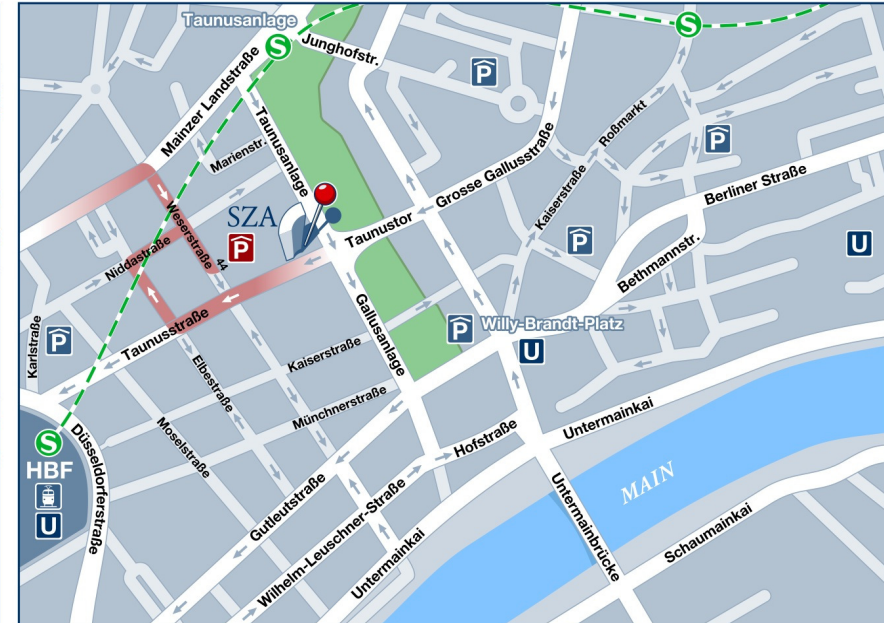 Taunusanlage
S
S
Junghofstr.
Mainzer Landstraße
P
Taunusanlage
Marienstr.
Roßmarkt
P
Grosse Gallusstraße
Kaiserstraße
Berliner Straße
Weserstraße
44
SZA
P
Taunustor
P
U
Bethmannstr.
Niddastraße
Karlstraße
P
Taunusstraße
Gallusanlage
P
Willy-Brandt-Platz
U
Kaiserstraße
Elbestraße
Münchnerstraße
Moselstraße
S
HBF
U
Düsseldorferstraße
Hofstraße
Untermainkai
Gutleutstraße
Wilhelm-Leuschner-Straße
Untermainkai
MAIN
Untermainbrücke
Schaumainkai